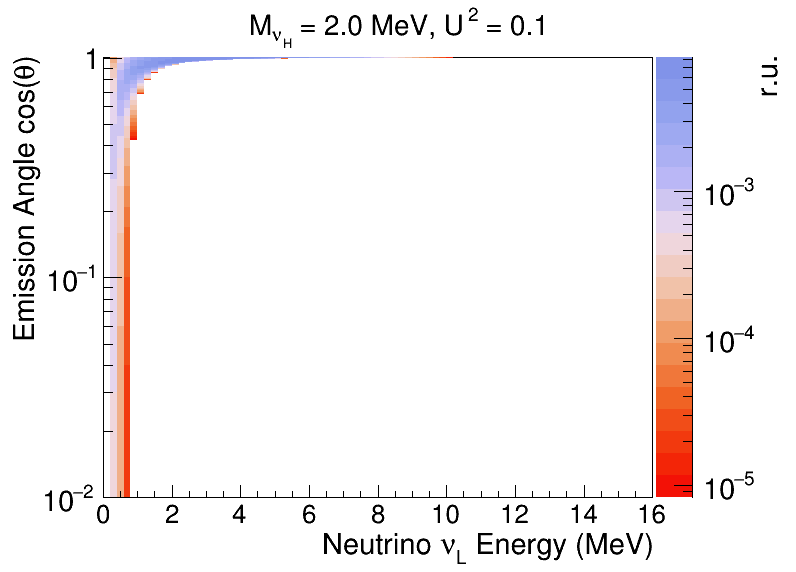 M_{ν_H} = 2.0 MeV, U² = 0.1
Emission Angle cos(θ)
1
10⁻¹
10⁻²
0 2 4 6 8 10 12 14 16
Neutrino ν_L Energy (MeV)
r.u.
10⁻³
10⁻⁴
10⁻⁵